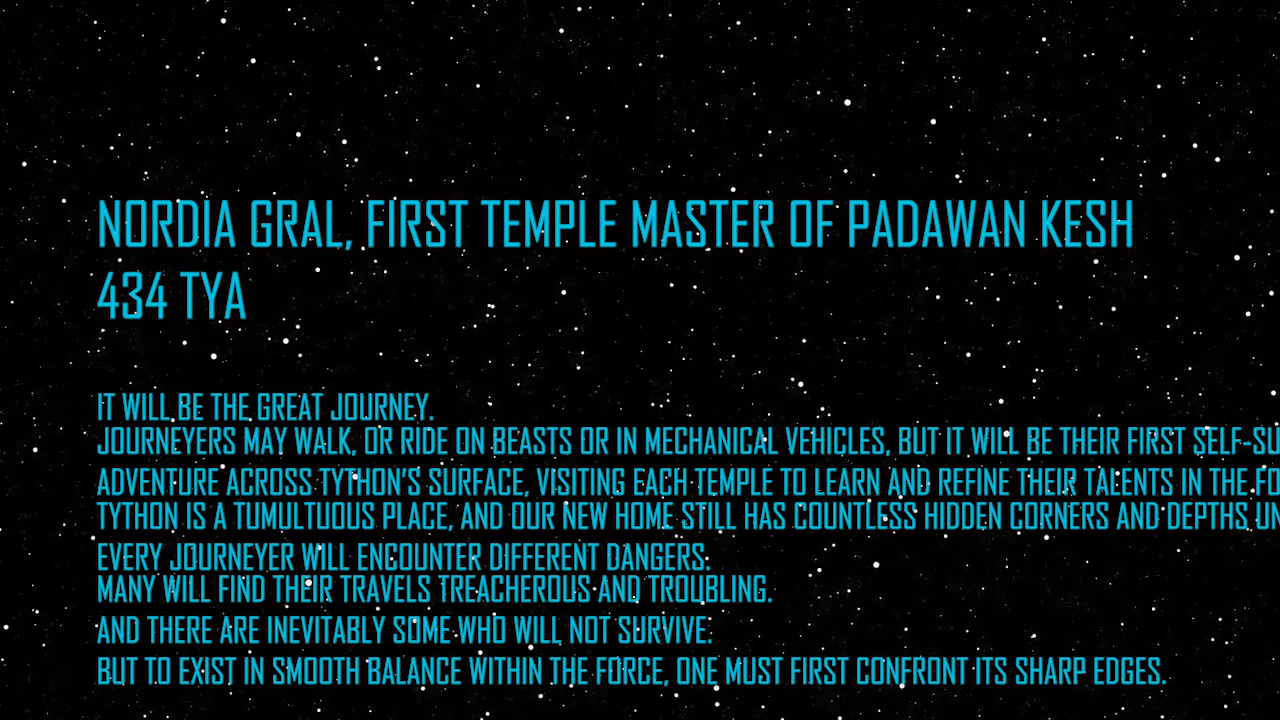 NORDIA GRAL, FIRST TEMPLE MASTER OF PADAWAN KESH
434 TYA
IT WILL BE THE GREAT JOURNEY.
JOURNEYERS MAY WALK, OR RIDE ON BEASTS OR IN MECHANICAL VEHICLES, BUT IT WILL BE THEIR FIRST
ADVENTURE ACROSS TYTHON'S SURFACE, VISITING EACH TEMPLE TO LEARN AND REFINE THEIR TALENTS IN THE
TYTHON IS A TUMULTUOUS PLACE, AND OUR NEW HOME STILL HAS COUNTLESS HIDDEN CORNERS AND DEPTHS
EVERY JOURNEYER WILL ENCOUNTER DIFFERENT DANGERS.
MANY WILL FIND THEIR TRAVELS TREACHEROUS AND TROUBLING.
AND THERE ARE INEVITABLY SOME WHO WILL NOT SURVIVE.
BUT TO EXIST IN SMOOTH BALANCE WITHIN THE FORCE, ONE MUST FIRST CONFRONT ITS SHARP EDGES.